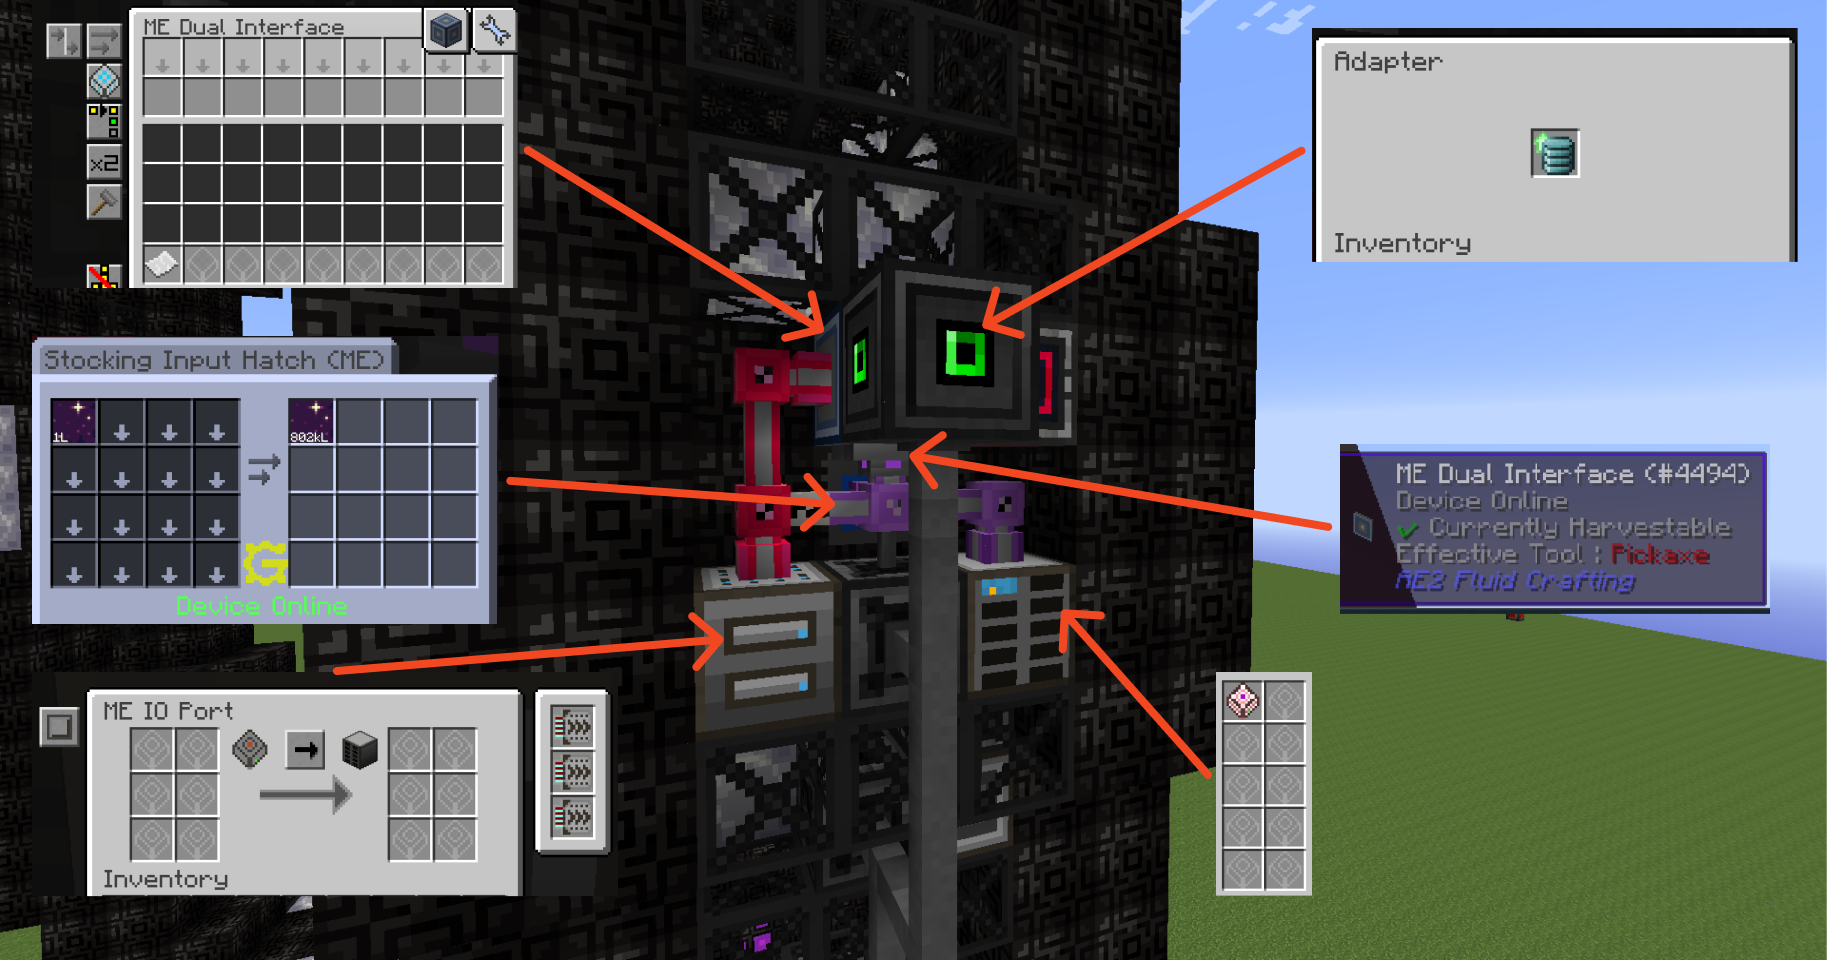 ME Dual Interface
x2
Adapter
Inventory
Stocking Input Hatch (ME)
1L
802kL
Device Online
ME Dual Interface (#4494)
Device Online
✔ Currently Harvestable
Effective Tool : Pickaxe
AE2 Fluid Crafting
ME IO Port
Inventory